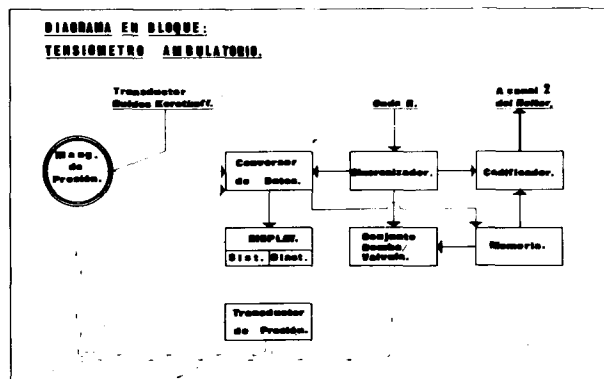 DIAGRAMA EN BLOQUE:
TENSIOMETRO AMBULATORIO.
Transductor
Ruidos Korotkoff.
Onda R.
A canal 2
del Holter.
Mang.
de
Presión.
Conversor
de Datos.
Sincronizador.
Codificador.
DISPLAY.
Sist. Diast.
Conjunto
Bomba/
Valvula.
Memoria.
Transductor
de Presión.